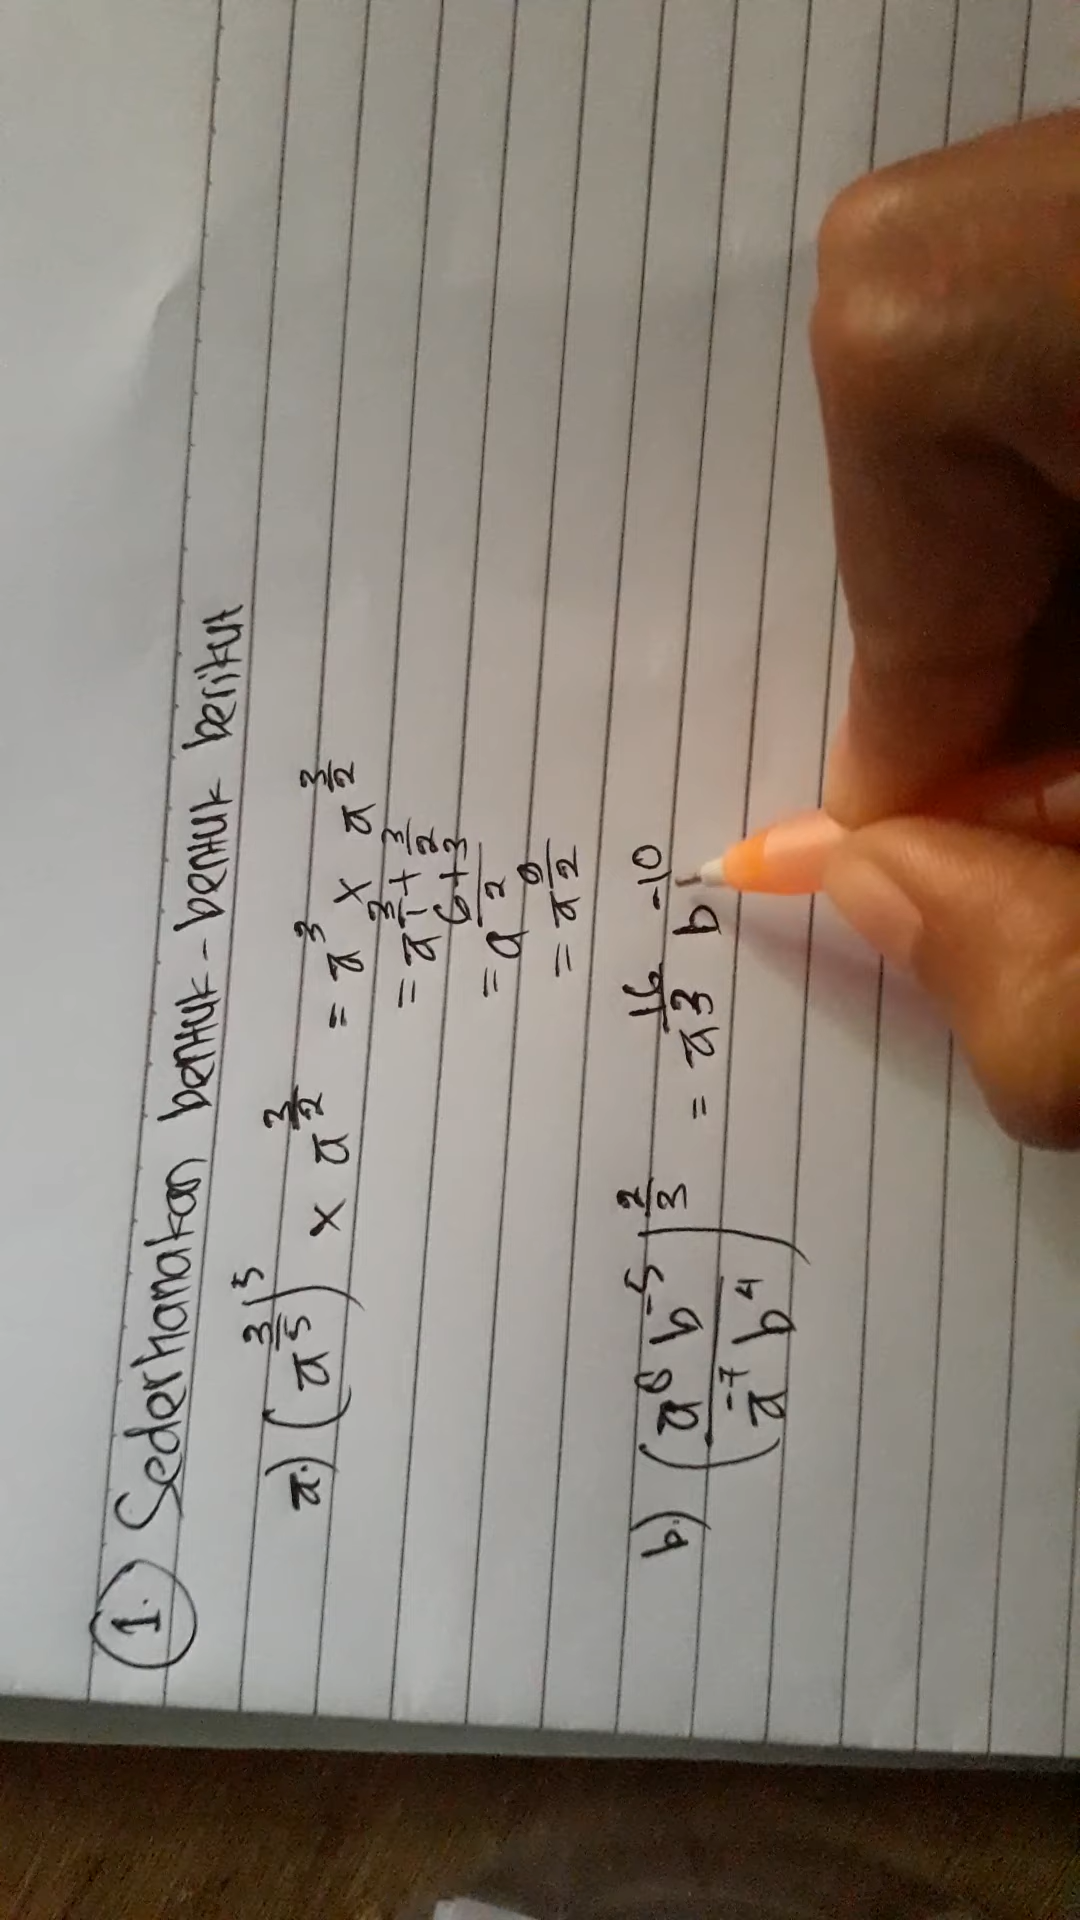 1. Sederhanakan bentuk-bentuk berikut
a.) (a^{3/5})^5 × a^{3/2} = a^3 × a^{3/2}
= a^{3/1 + 3/2}
= a^{(6+3)/2}
= a^{9/2}
b.) (a^8 b^{-5} / a^{-7} b^4)^{2/3} = a^{16/3} b^{-10}